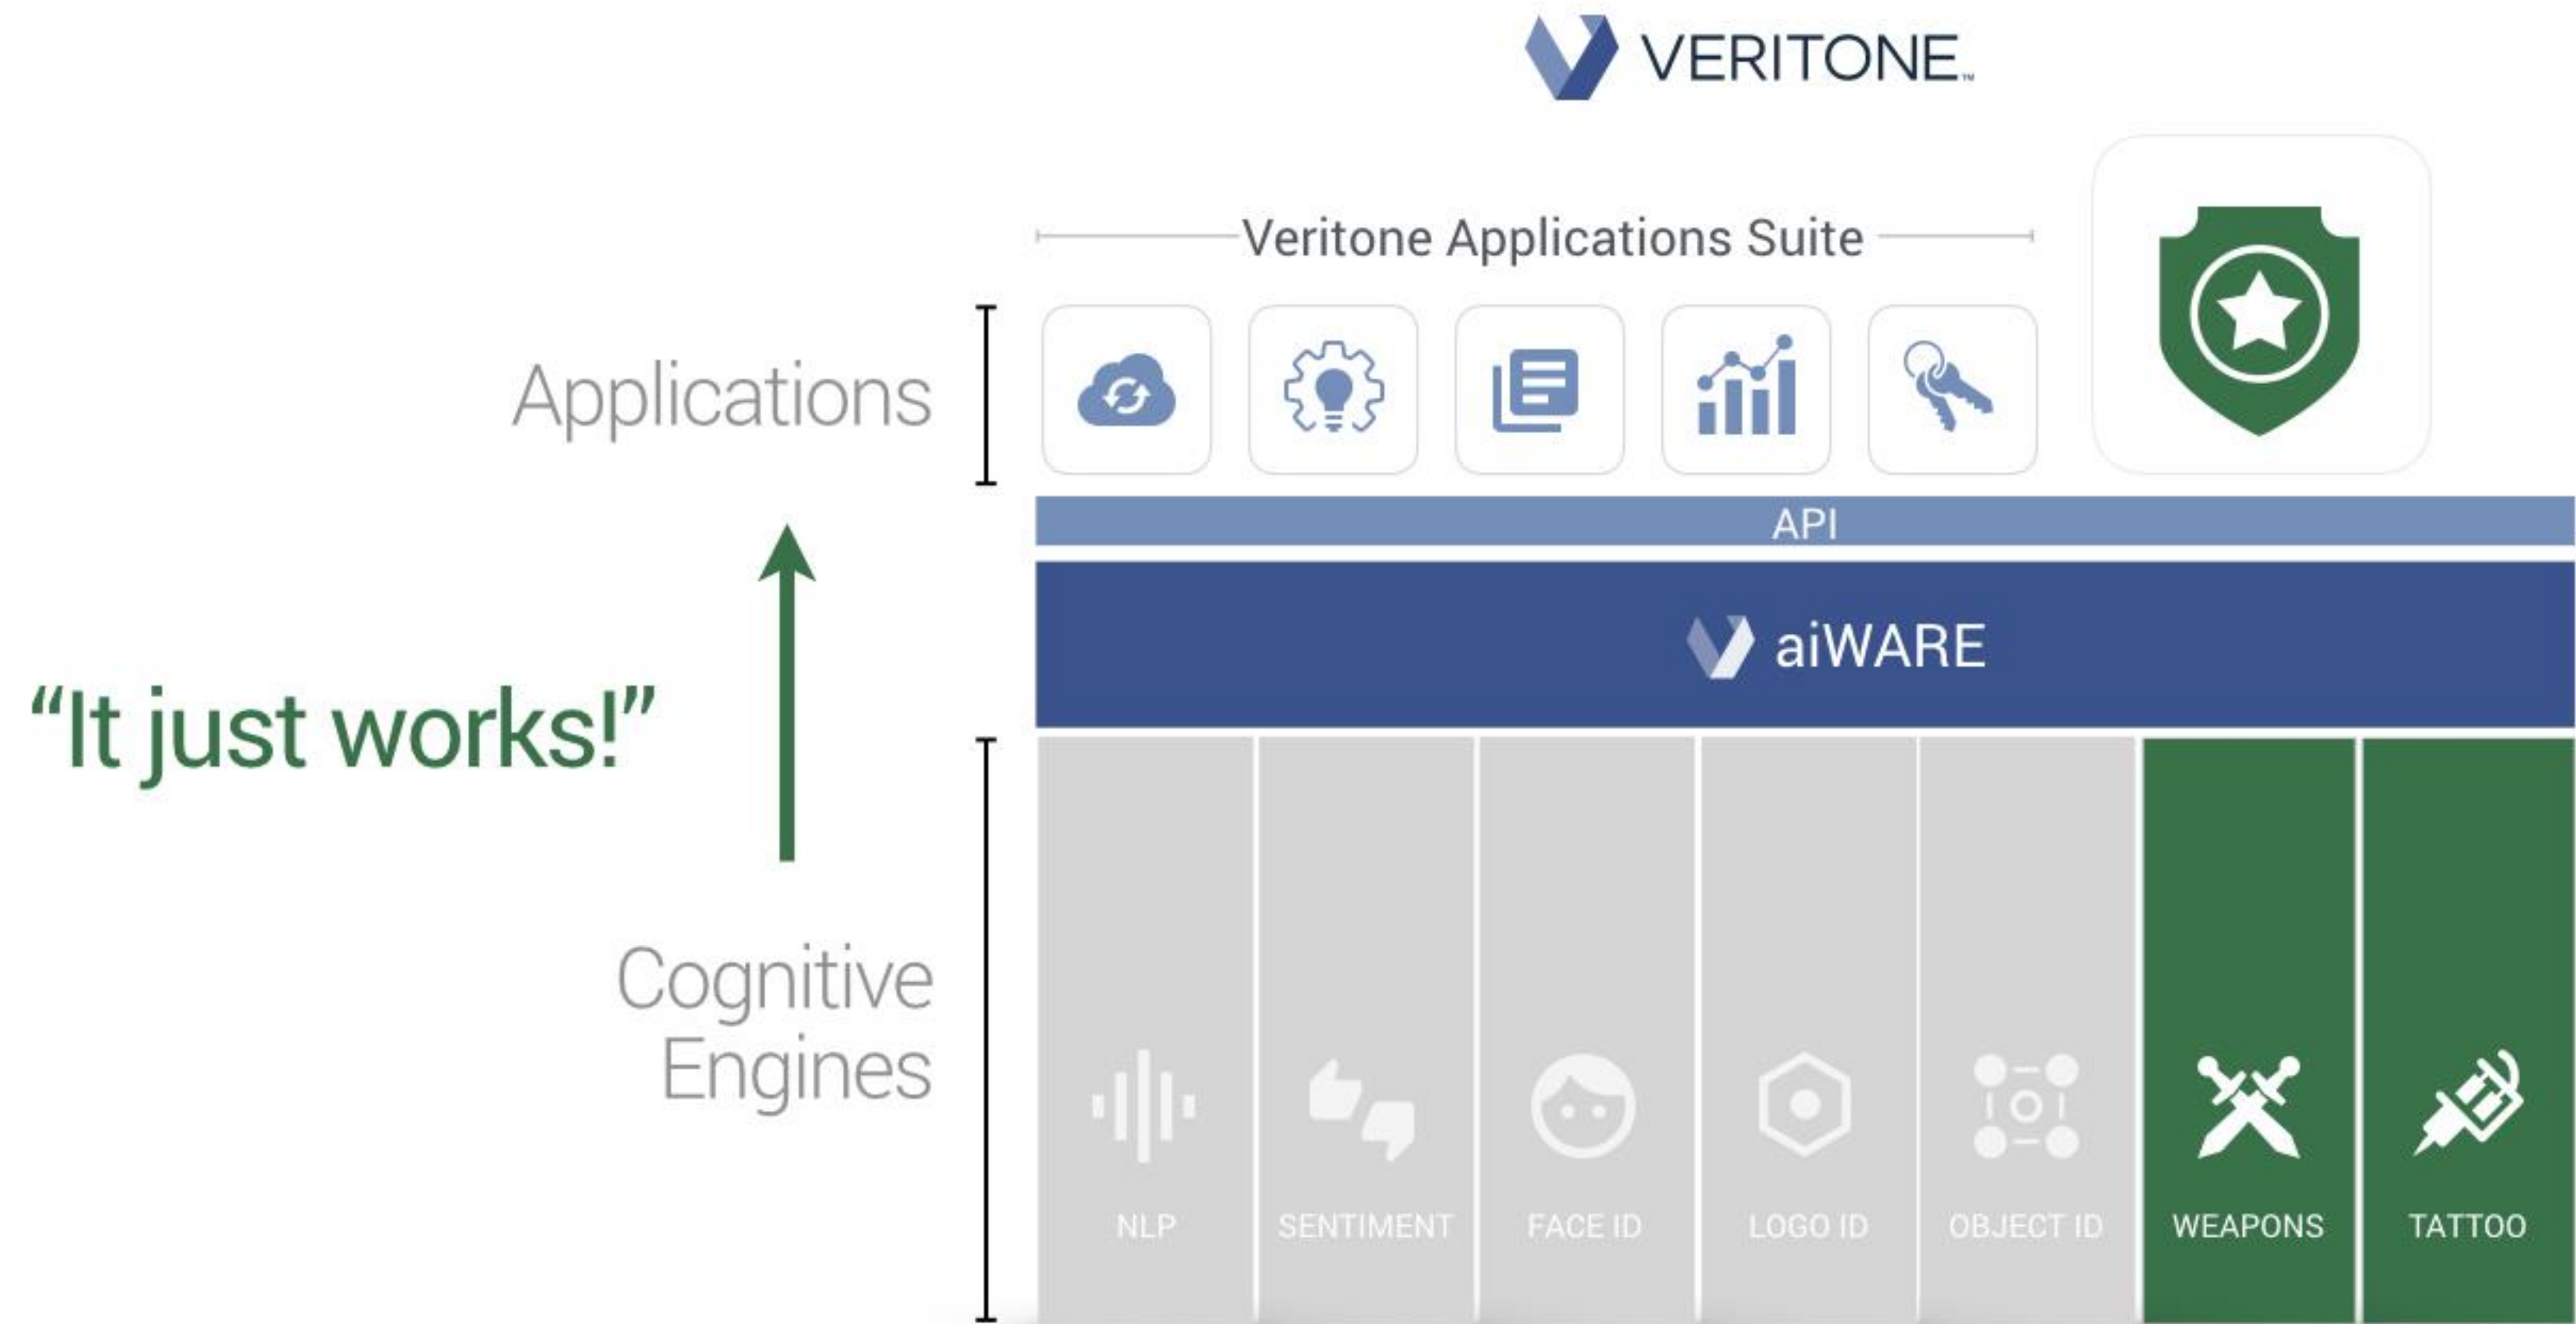 VERITONE™
Veritone Applications Suite
Applications
API
aiWARE
“It just works!”
Cognitive
Engines
NLP
SENTIMENT
FACE ID
LOGO ID
OBJECT ID
WEAPONS
TATTOO